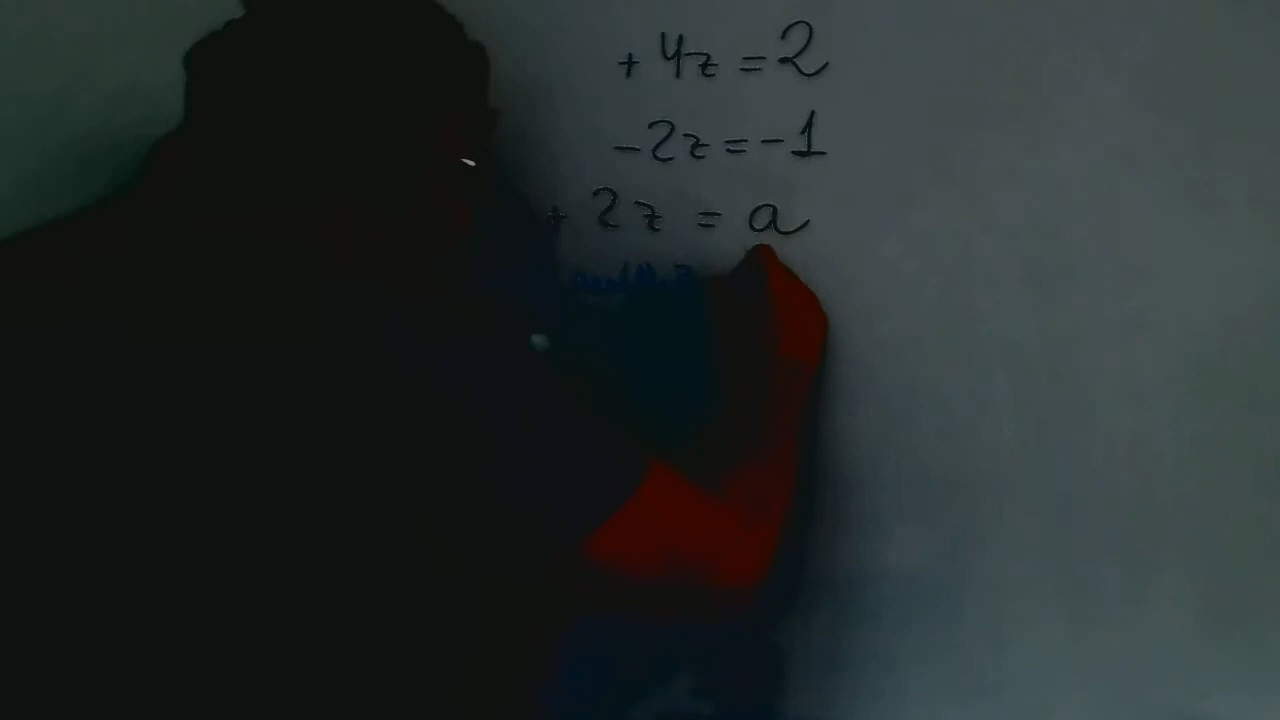 + 4z = 2
- 2z = -1
+ 2z = a